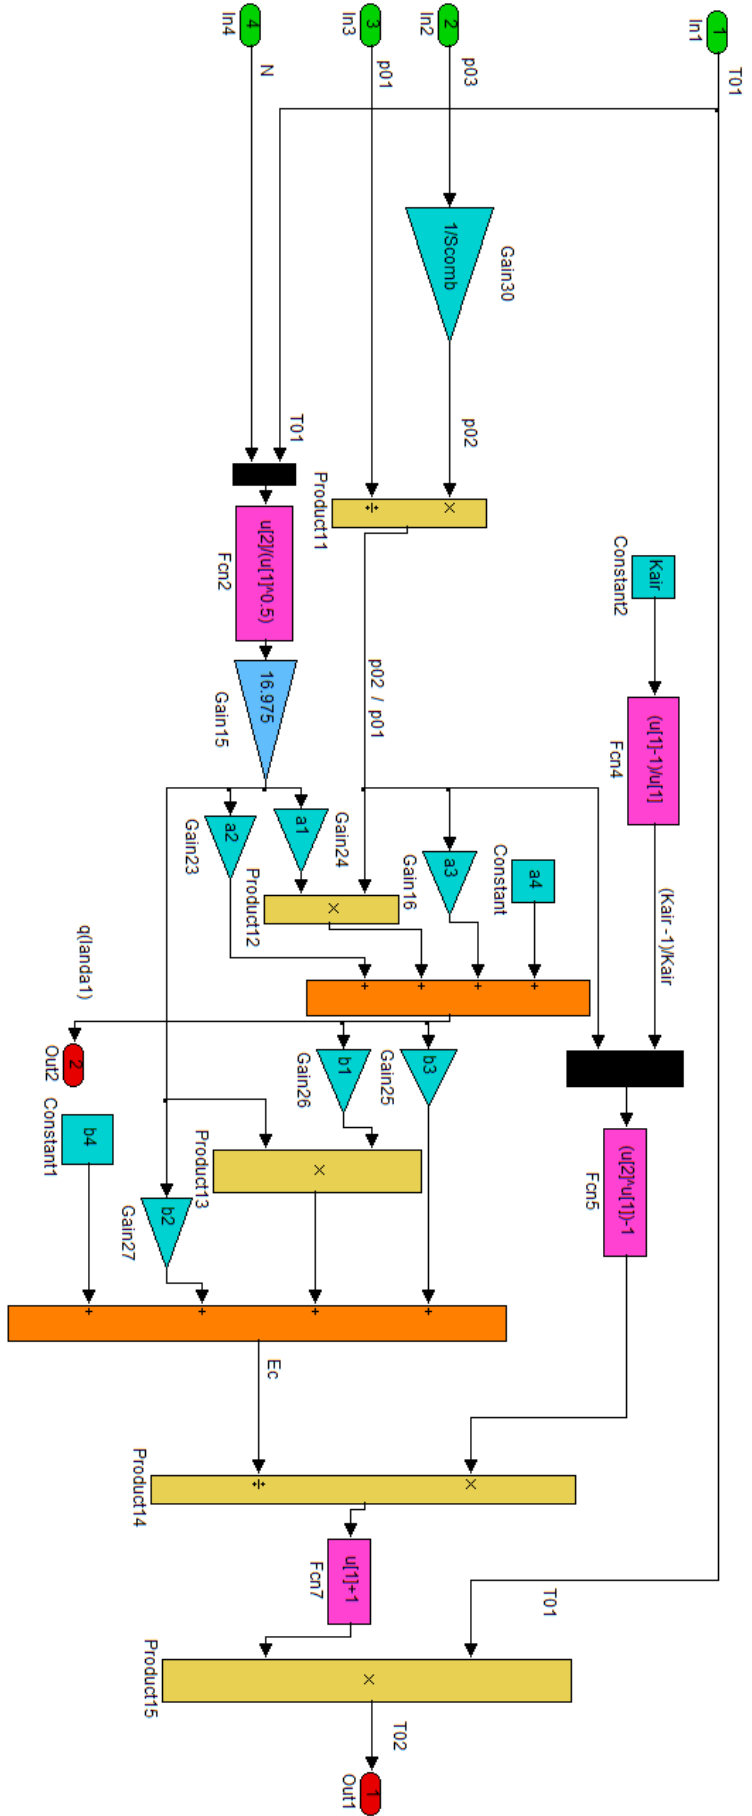 T01
1
In1
Kair
Constant2
(u[1]-1)/u[1]
Fcn4
(Kair -1)/Kair
(u[2]^u[1])-1
Fcn5
T01
Gain30
p03
2
In2
1/Scomb
p02
×
÷
Product11
p01
3
In3
p02 / p01
a4
Constant
a3
Gain16
+
+
+
+
Gain24
a1
×
Product12
a2
Gain23
b3
Gain25
b1
Gain26
×
Product13
T01
N
4
In4
u[2]/(u[1]^0.5)
Fcn2
16.975
Gain15
q(landa1)
2
Out2
b2
Gain27
b4
Constant1
+
+
+
+
Ec
×
÷
Product14
u[1]+1
Fcn7
×
Product15
T02
1
Out1